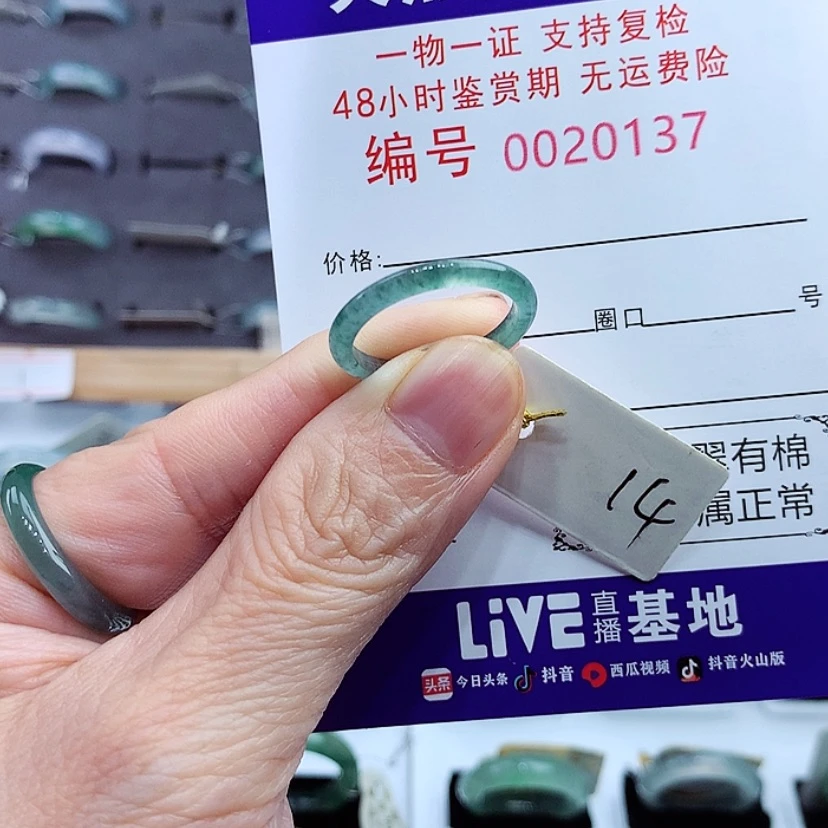 一物一证 支持复检
48小时鉴赏期 无运费险
编号 0020137
价格:
圈口 号
有棉
属正常
14
LiVE 直播 基地
头条 今日头条 抖音 西瓜视频 抖音火山版